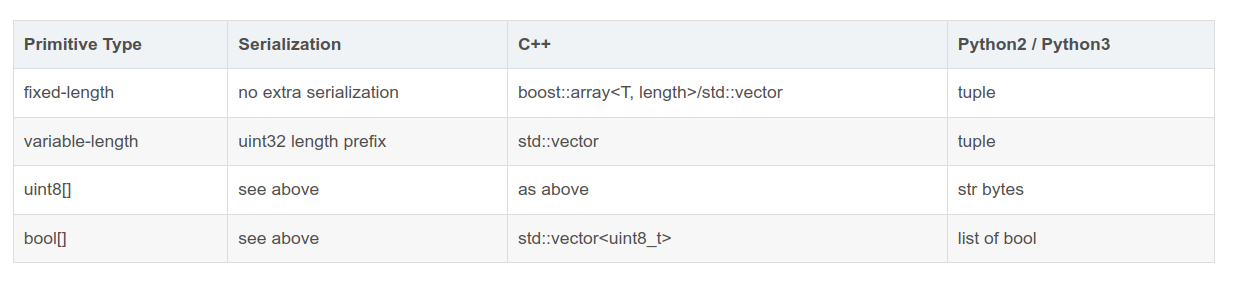 Primitive Type Serialization C++ Python2 / Python3
fixed-length no extra serialization boost::array<T, length>/std::vector tuple
variable-length uint32 length prefix std::vector tuple
uint8[] see above as above str bytes
bool[] see above std::vector<uint8_t> list of bool